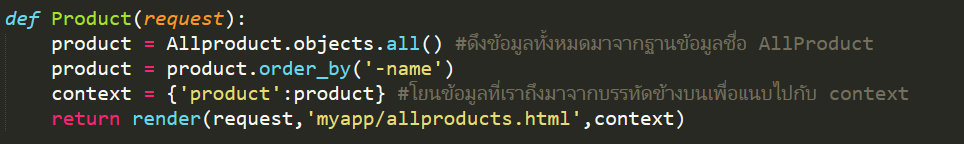 def Product(request):
    product = Allproduct.objects.all() #ดึงข้อมูลทั้งหมดมาจากฐานข้อมูลชื่อ AllProduct
    product = product.order_by('-name')
    context = {'product':product} #โยนข้อมูลที่เราถึงมาจากบรรทัดข้างบนเพื่อแนบไปกับ context
    return render(request,'myapp/allproducts.html',context)